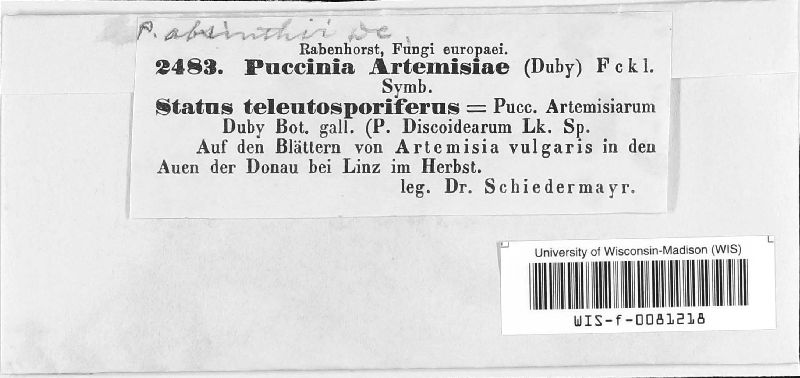 P. absinthii DC.
Rabenhorst, Fungi europaei.
2483. Puccinia Artemisiae (Duby) Fckl.
Symb.
Status teleutosporiferus = Pucc. Artemisiarum
Duby Bot. gall. (P. Discoidearum Lk. Sp.
Auf den Blättern von Artemisia vulgaris in den
Auen der Donau bei Linz im Herbst.
leg. Dr. Schiedermayr.
University of Wisconsin-Madison (WIS)
WIS-f-0081218